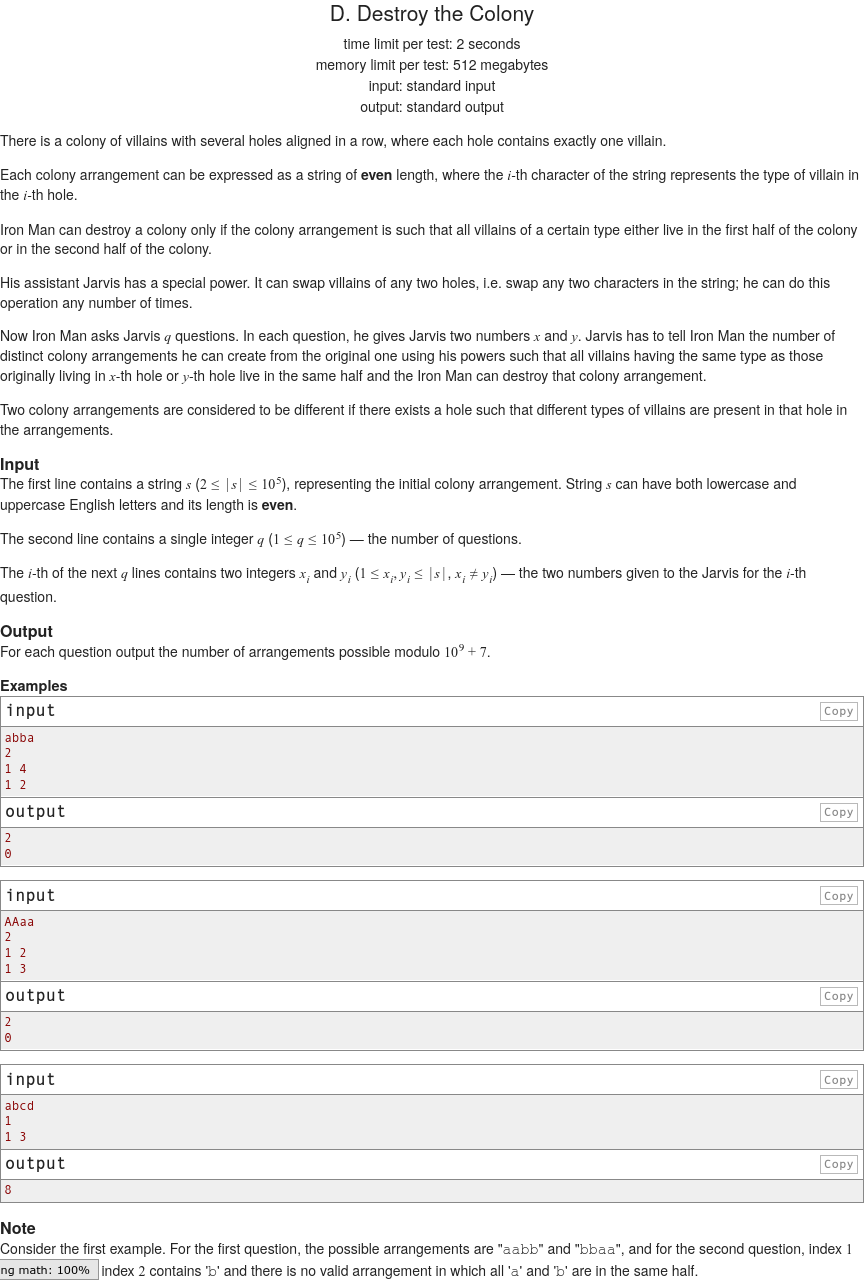 D. Destroy the Colony
time limit per test: 2 seconds
memory limit per test: 512 megabytes
input: standard input
output: standard output
There is a colony of villains with several holes aligned in a row, where each hole contains exactly one villain.
Each colony arrangement can be expressed as a string of even length, where the i-th character of the string represents the type of villain in
the i-th hole.
Iron Man can destroy a colony only if the colony arrangement is such that all villains of a certain type either live in the first half of the colony
or in the second half of the colony.
His assistant Jarvis has a special power. It can swap villains of any two holes, i.e. swap any two characters in the string; he can do this
operation any number of times.
Now Iron Man asks Jarvis q questions. In each question, he gives Jarvis two numbers x and y. Jarvis has to tell Iron Man the number of
distinct colony arrangements he can create from the original one using his powers such that all villains having the same type as those
originally living in x-th hole or y-th hole live in the same half and the Iron Man can destroy that colony arrangement.
Two colony arrangements are considered to be different if there exists a hole such that different types of villains are present in that hole in
the arrangements.
Input
The first line contains a string s (2 ≤ |s| ≤ 10^5), representing the initial colony arrangement. String s can have both lowercase and
uppercase English letters and its length is even.
The second line contains a single integer q (1 ≤ q ≤ 10^5) — the number of questions.
The i-th of the next q lines contains two integers x_i and y_i (1 ≤ x_i, y_i ≤ |s|, x_i ≠ y_i) — the two numbers given to the Jarvis for the i-th
question.
Output
For each question output the number of arrangements possible modulo 10^9 + 7.
Examples
input Copy
abba
2
1 4
1 2
output Copy
2
0
input Copy
AAaa
2
1 2
1 3
output Copy
2
0
input Copy
abcd
1
1 3
output Copy
8
Note
Consider the first example. For the first question, the possible arrangements are "aabb" and "bbaa", and for the second question, index 1
ng math: 100% index 2 contains 'b' and there is no valid arrangement in which all 'a' and 'b' are in the same half.